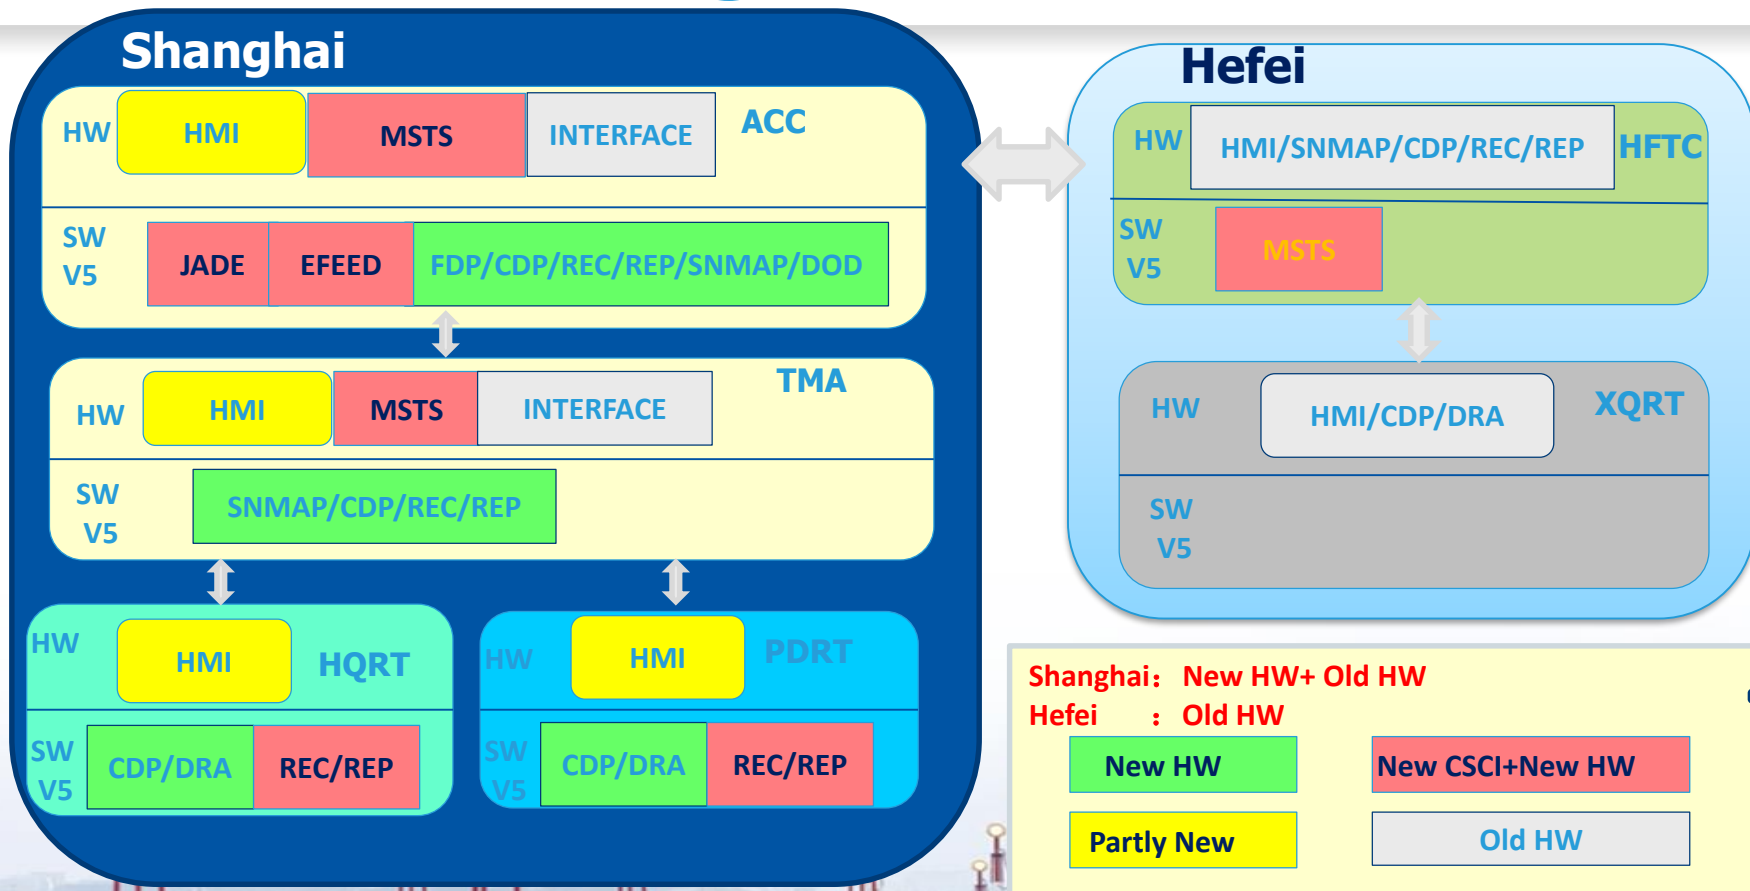 Shanghai
HW HMI MSTS INTERFACE ACC
SW
V5
JADE EFEED FDP/CDP/REC/REP/SNMAP/DOD
HW HMI MSTS INTERFACE TMA
SW
V5
SNMAP/CDP/REC/REP
HW HMI HQRT
SW
V5
CDP/DRA REC/REP
HW HMI PDRT
SW
V5
CDP/DRA REC/REP
Hefei
HW HMI/SNMAP/CDP/REC/REP HFTC
SW
V5
MSTS
HW HMI/CDP/DRA XQRT
SW
V5
Shanghai： New HW+ Old HW
Hefei ： Old HW
New HW New CSCI+New HW
Partly New Old HW